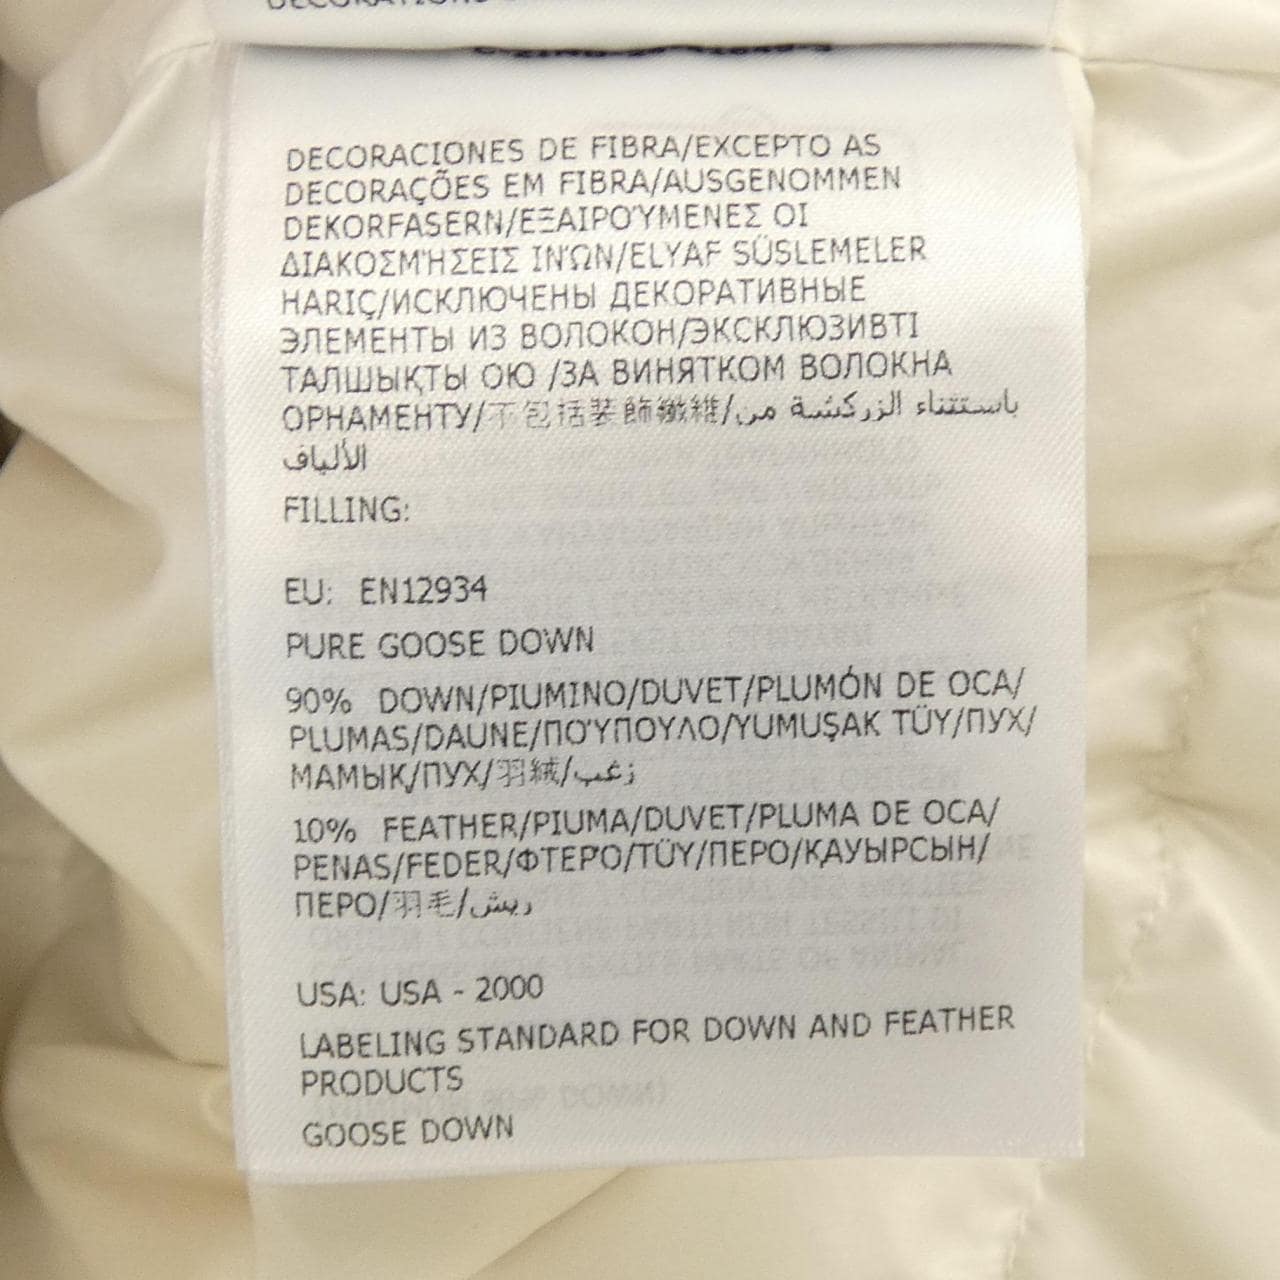 DECORACIONES DE FIBRA/EXCEPTO AS
DECORAÇÕES EM FIBRA/AUSGENOMMEN
DEKORFASERN/ΕΞΑΙΡΟΎΜΕΝΕΣ ΟΙ
ΔΙΑΚΟΣΜΉΣΕΙΣ ΙΝΏΝ/ELYAF SÜSLEMELER
HARIÇ/ИСКЛЮЧЕНЫ ДЕКОРАТИВНЫЕ
ЭЛЕМЕНТЫ ИЗ ВОЛОКОН/ЭКСКЛЮЗИВТІ
ТАЛШЫҚТЫ ОЮ /ЗА ВИНЯТКОМ ВОЛОКНА
ОРНАМЕНТУ/不包括装飾纖維/باستثناء الزركشة من
الألياف
FILLING:
EU: EN12934
PURE GOOSE DOWN
90% DOWN/PIUMINO/DUVET/PLUMÓN DE OCA/
PLUMAS/DAUNE/ΠΟΎΠΟΥΛΟ/YUMUŞAK TÜY/ПУХ/
МАМЫҚ/ПУХ/羽絨/زغب
10% FEATHER/PIUMA/DUVET/PLUMA DE OCA/
PENAS/FEDER/ΦΤΕΡΌ/TÜY/ПЕРО/ҚАУЫРСЫН/
ПЕРО/羽毛/ريش
USA: USA - 2000
LABELING STANDARD FOR DOWN AND FEATHER
PRODUCTS
GOOSE DOWN